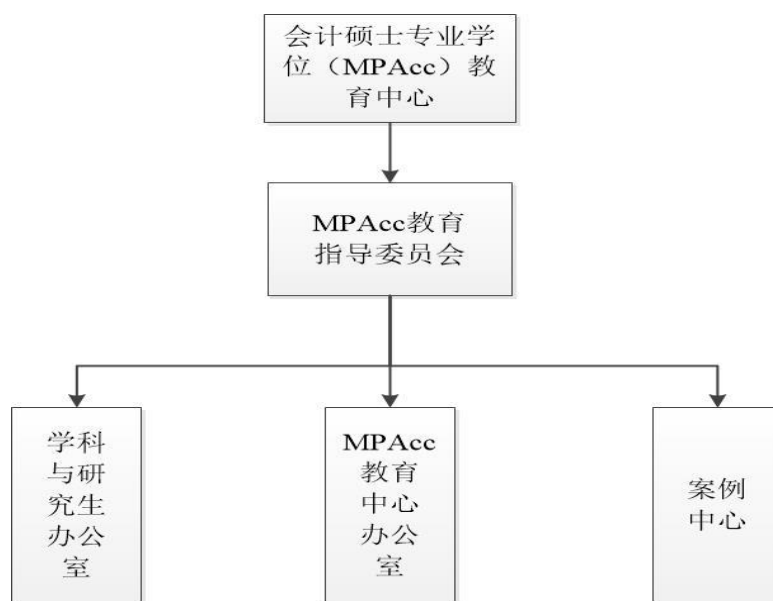 会计硕士专业学
位（MPAcc）教
育中心
MPAcc教育
指导委员会
学科
与研
究生
办公
室
MPAcc
教育
中心
办公
室
案例
中心